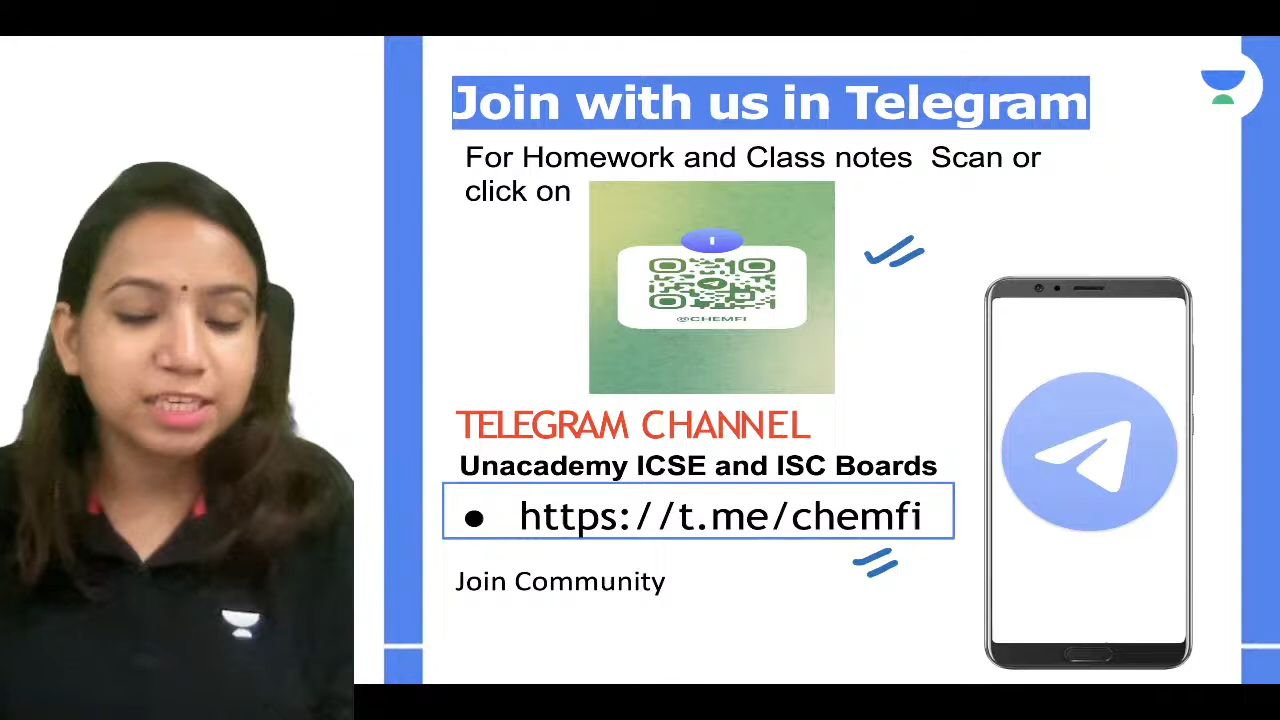 Join with us in Telegram
For Homework and Class notes Scan or
click on
@CHEMFI
TELEGRAM CHANNEL
Unacademy ICSE and ISC Boards
● https://t.me/chemfi
Join Community